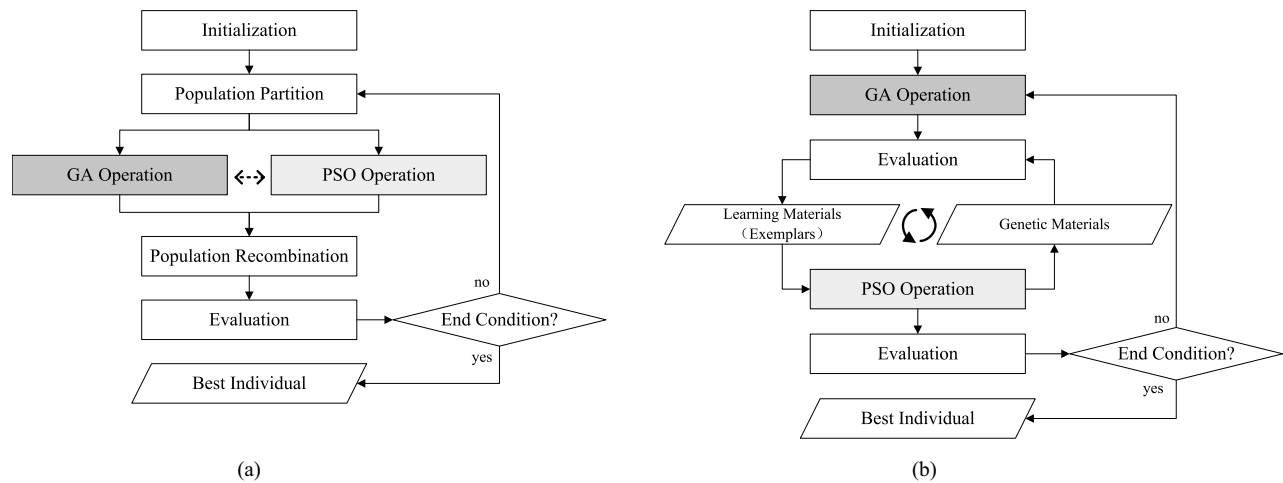 Initialization
Population Partition
GA Operation
PSO Operation
Population Recombination
no
Evaluation
End Condition?
yes
Best Individual
(a)
Initialization
GA Operation
Evaluation
Learning Materials
（Exemplars）
Genetic Materials
PSO Operation
no
Evaluation
End Condition?
yes
Best Individual
(b)